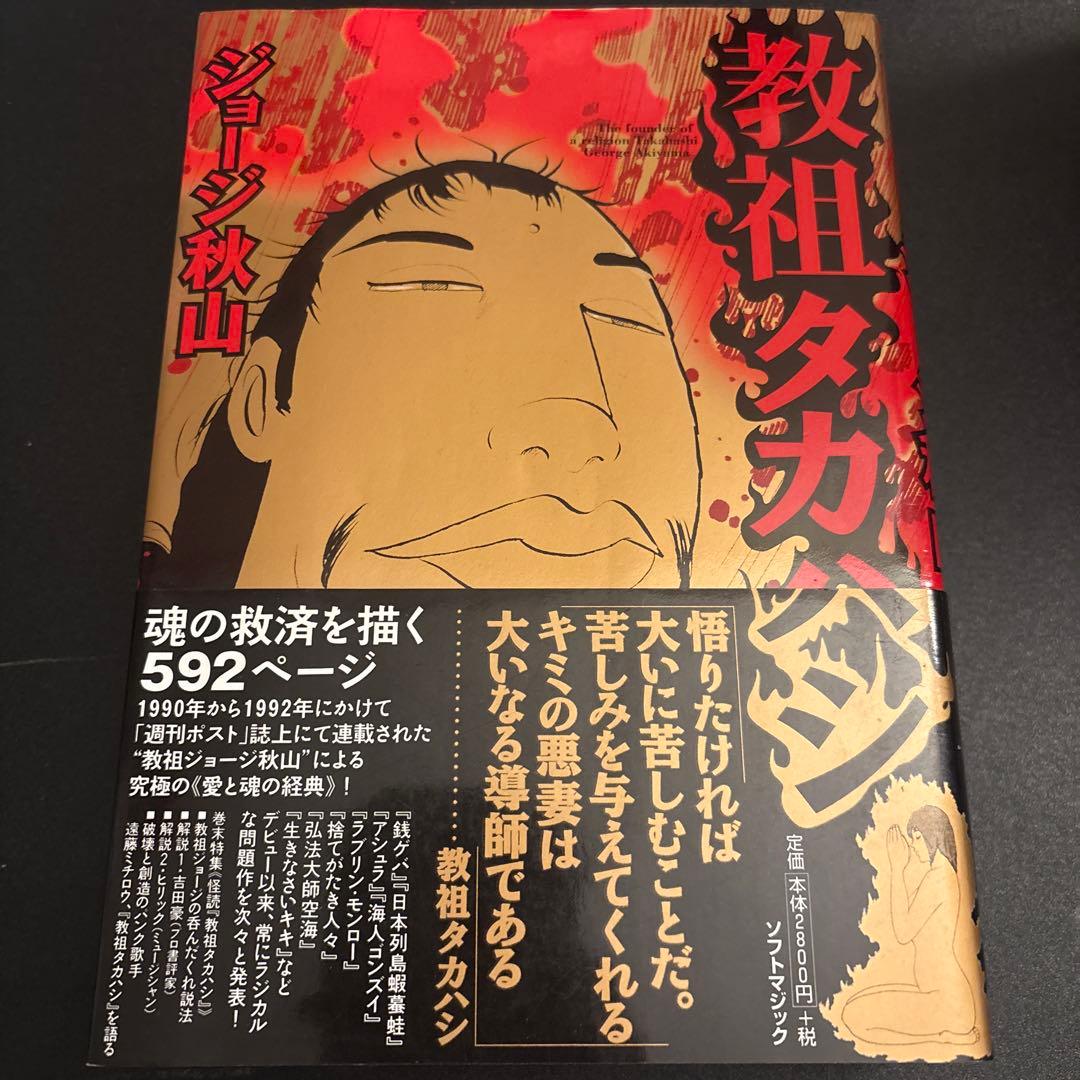 教祖タカハシ
The founder of
a religion Takahashi
George Akiyama
ジョージ秋山
魂の救済を描く
592ページ
1990年から1992年にかけて
「週刊ポスト」誌上にて連載された
“教祖ジョージ秋山”による
究極の《愛と魂の経典》！
悟りたければ
大いに苦しむことだ。
苦しみを与えてくれる
キミの悪妻は
大いなる導師である
………教祖タカハシ
『銭ゲバ』『日本列島蝦蟇蛙』
『アシュラ』『海人ゴンズイ』
『ラブリン・モンロー』
『捨てがたき人々』
『弘法大師空海』
『生きなさいキキ』など
デビュー以来、常にラジカル
な問題作を次々と発表！
巻末特集《怪読『教祖タカハシ』》
■教祖ジョージの呑んだくれ説法
■解説1・吉田豪（プロ書評家）
■解説2・ヒリック（ミュージシャン）
■破壊と創造のパンク歌手
遠藤ミチロウ、『教祖タカハシ』を語る
定価 本体2800円＋税
ソフトマジック